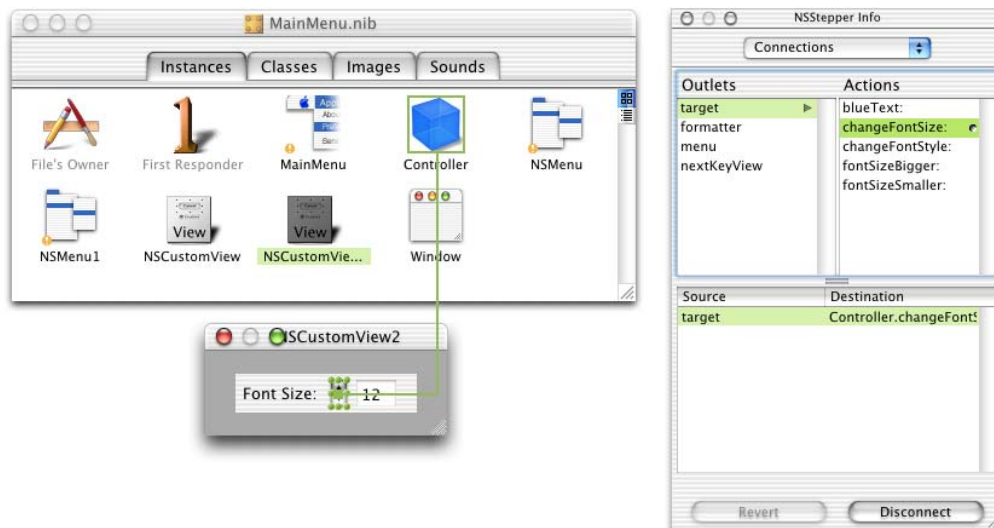 MainMenu.nib
Instances Classes Images Sounds
File's Owner First Responder MainMenu Controller NSMenu
View View
NSMenu1 NSCustomView NSCustomVie... Window
NSCustomView2
Font Size: 12
NSStepper Info
Connections
Outlets Actions
target blueText:
formatter changeFontSize:
menu changeFontStyle:
nextKeyView fontSizeBigger:
fontSizeSmaller:
Source Destination
target Controller.changeFontS
Revert Disconnect